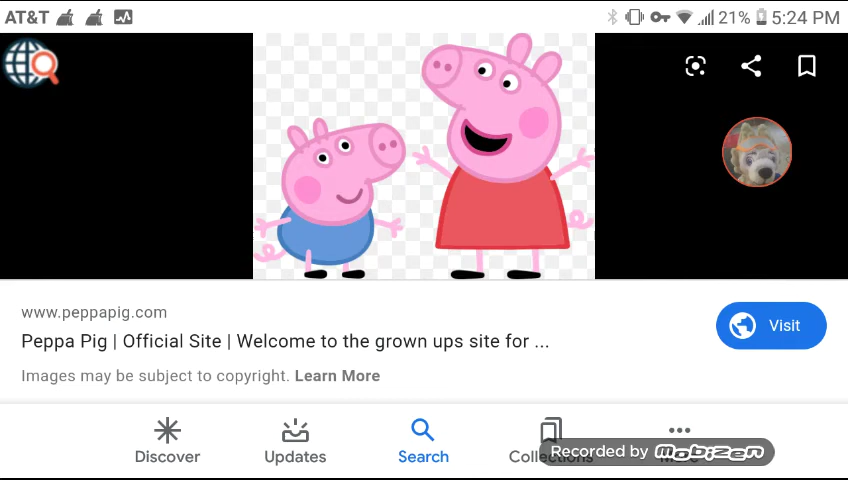 AT&T 21% 5:24 PM
www.peppapig.com
Peppa Pig | Official Site | Welcome to the grown ups site for ...
Visit
Images may be subject to copyright. Learn More
Discover Updates Search
Recorded by Mobizen